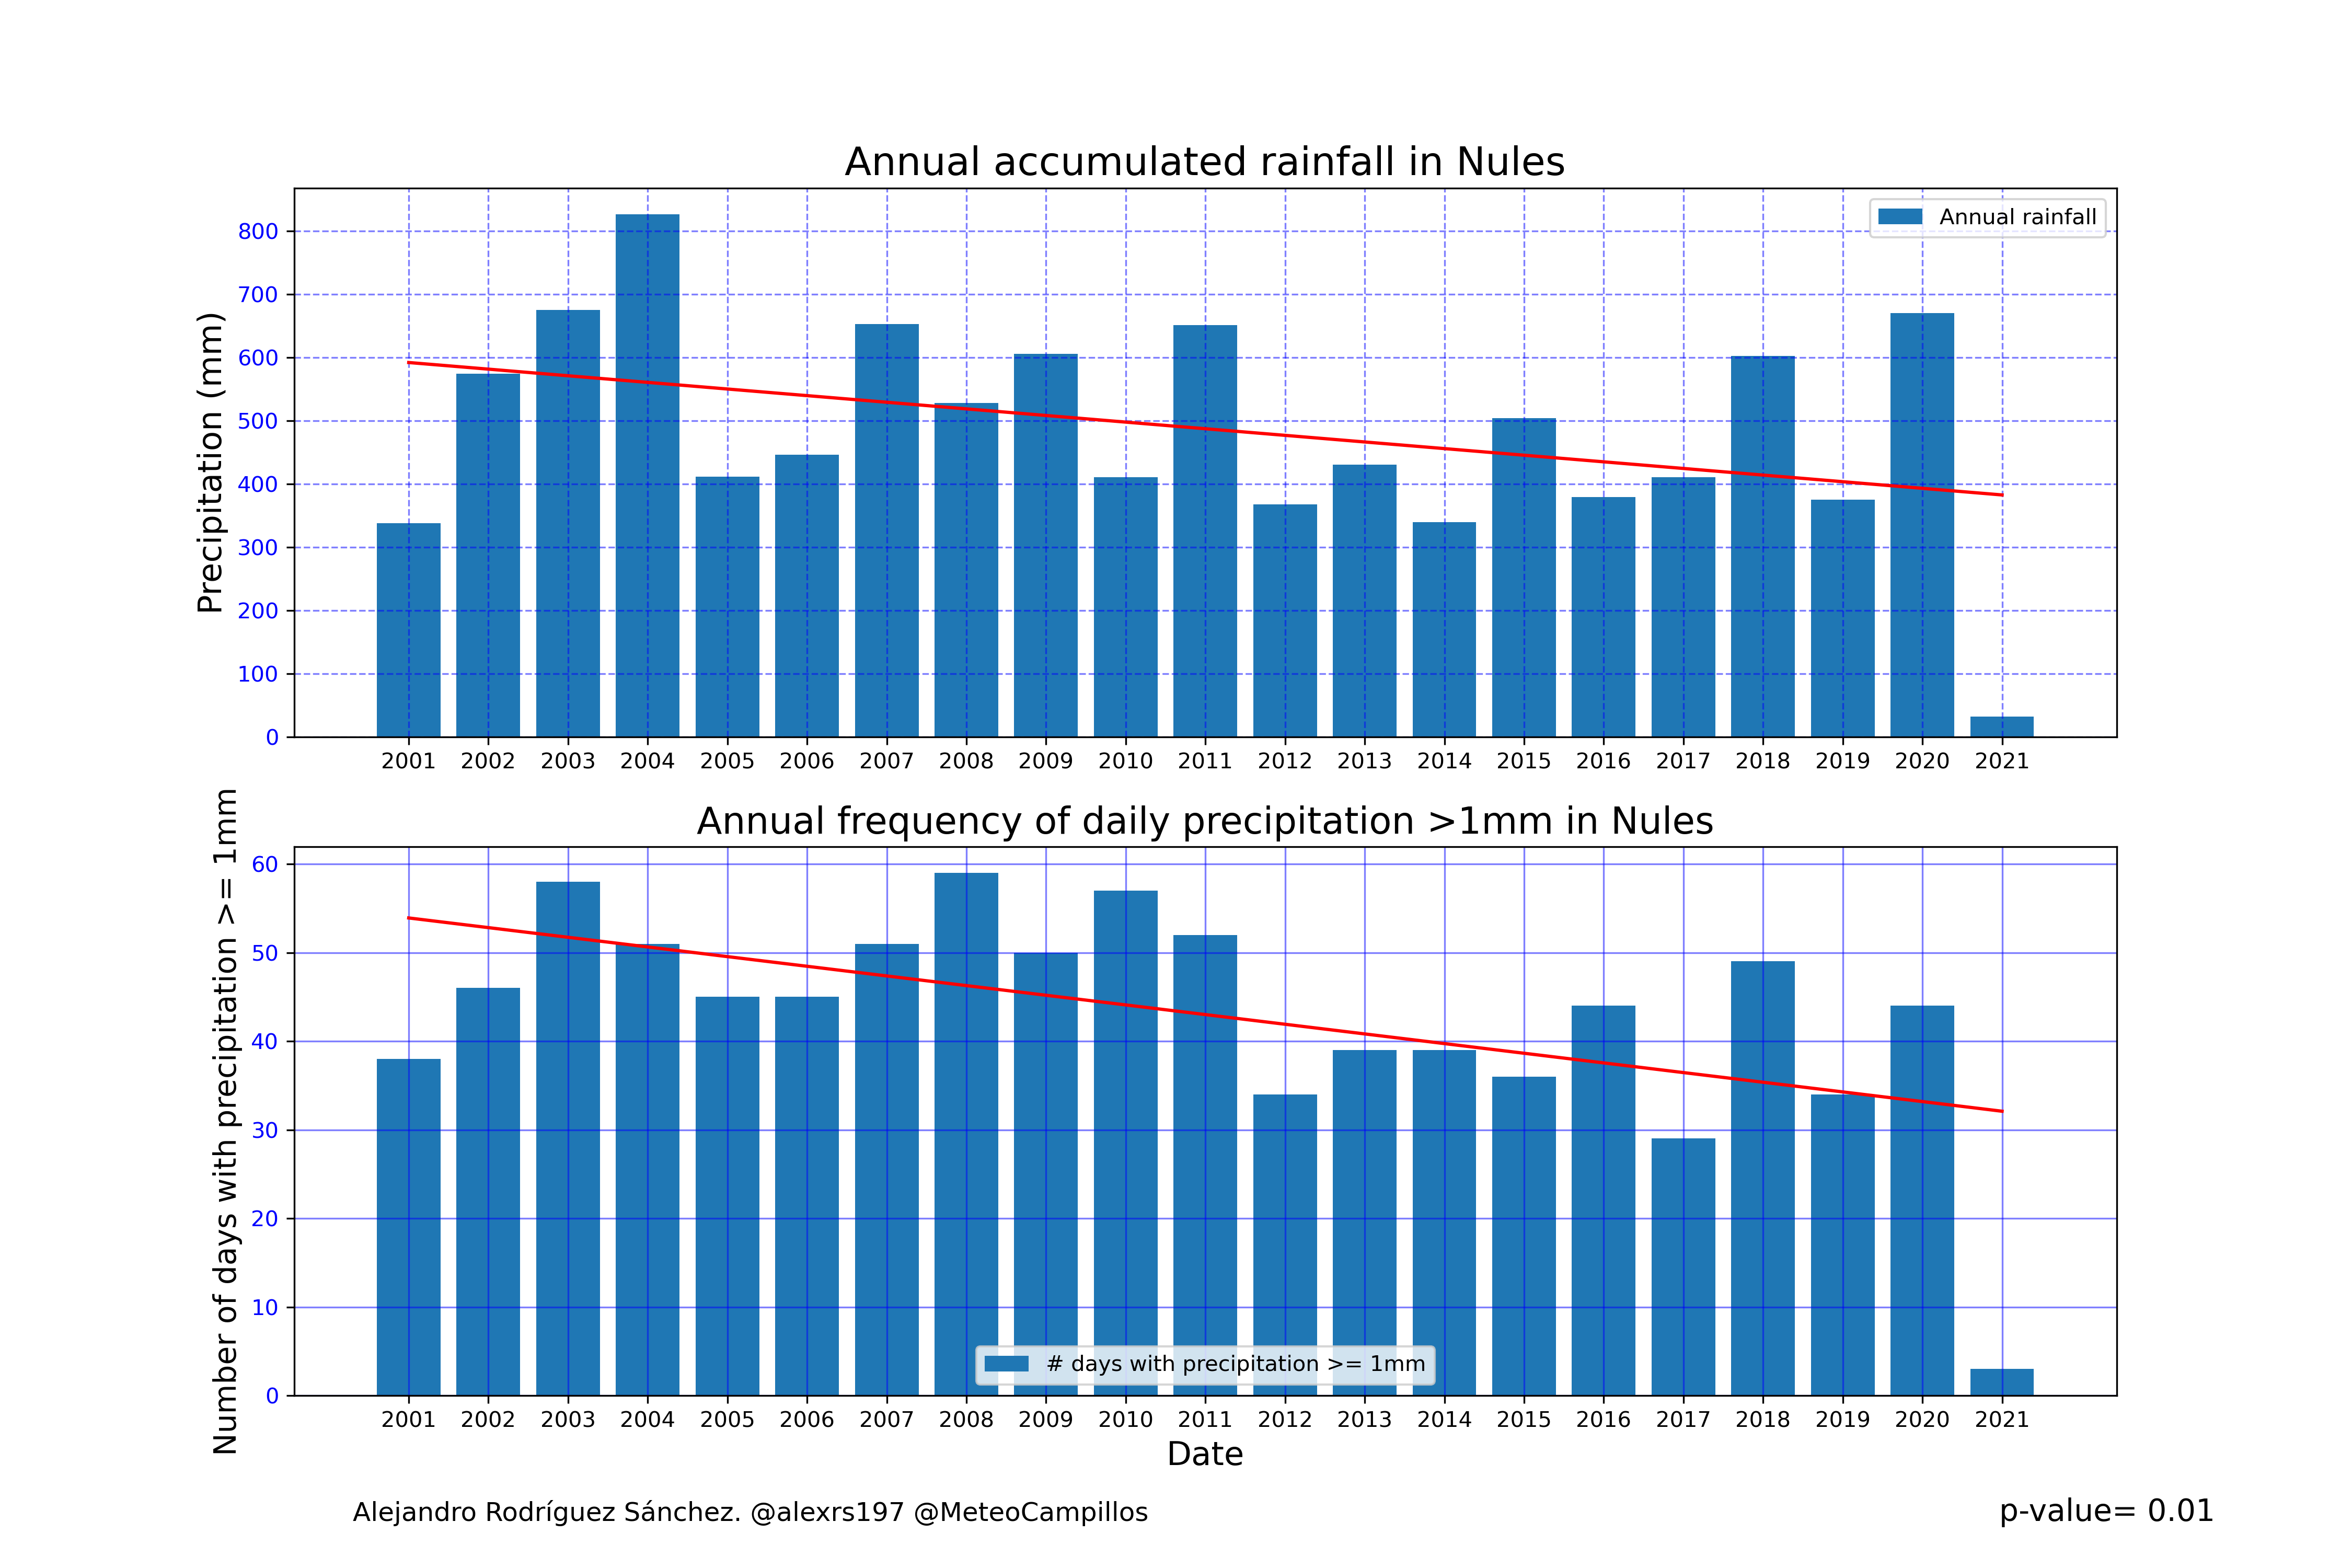 Annual accumulated rainfall in Nules
Precipitation (mm)
800
700
600
500
400
300
200
100
0
Annual rainfall
2001 2002 2003 2004 2005 2006 2007 2008 2009 2010 2011 2012 2013 2014 2015 2016 2017 2018 2019 2020 2021
Annual frequency of daily precipitation >1mm in Nules
Number of days with precipitation >= 1mm
60
50
40
30
20
10
0
# days with precipitation >= 1mm
2001 2002 2003 2004 2005 2006 2007 2008 2009 2010 2011 2012 2013 2014 2015 2016 2017 2018 2019 2020 2021
Date
Alejandro Rodríguez Sánchez. @alexrs197 @MeteoCampillos
p-value= 0.01